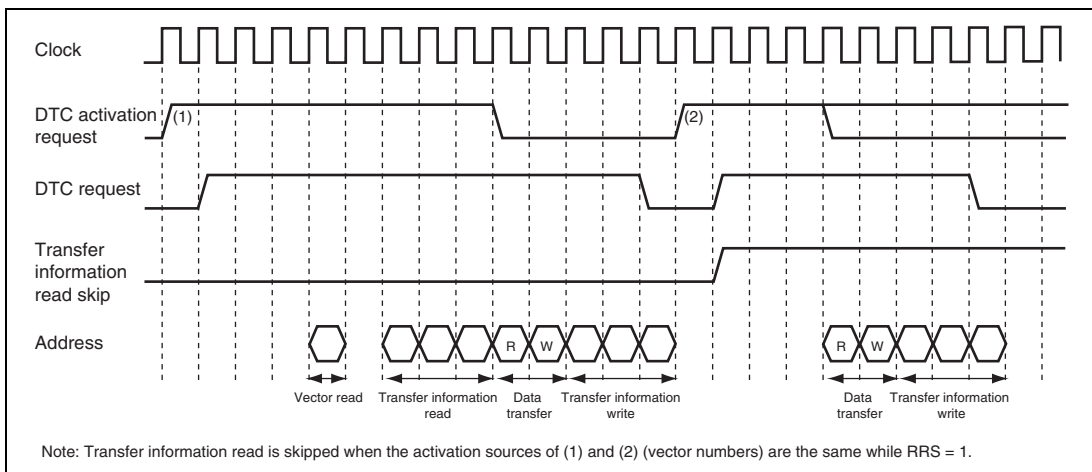 Clock
DTC activation
request
(1)
(2)
DTC request
Transfer
information
read skip
Address
R
W
R
W
Vector read
Transfer information
read
Data
transfer
Transfer information
write
Data
transfer
Transfer information
write
Note: Transfer information read is skipped when the activation sources of (1) and (2) (vector numbers) are the same while RRS = 1.